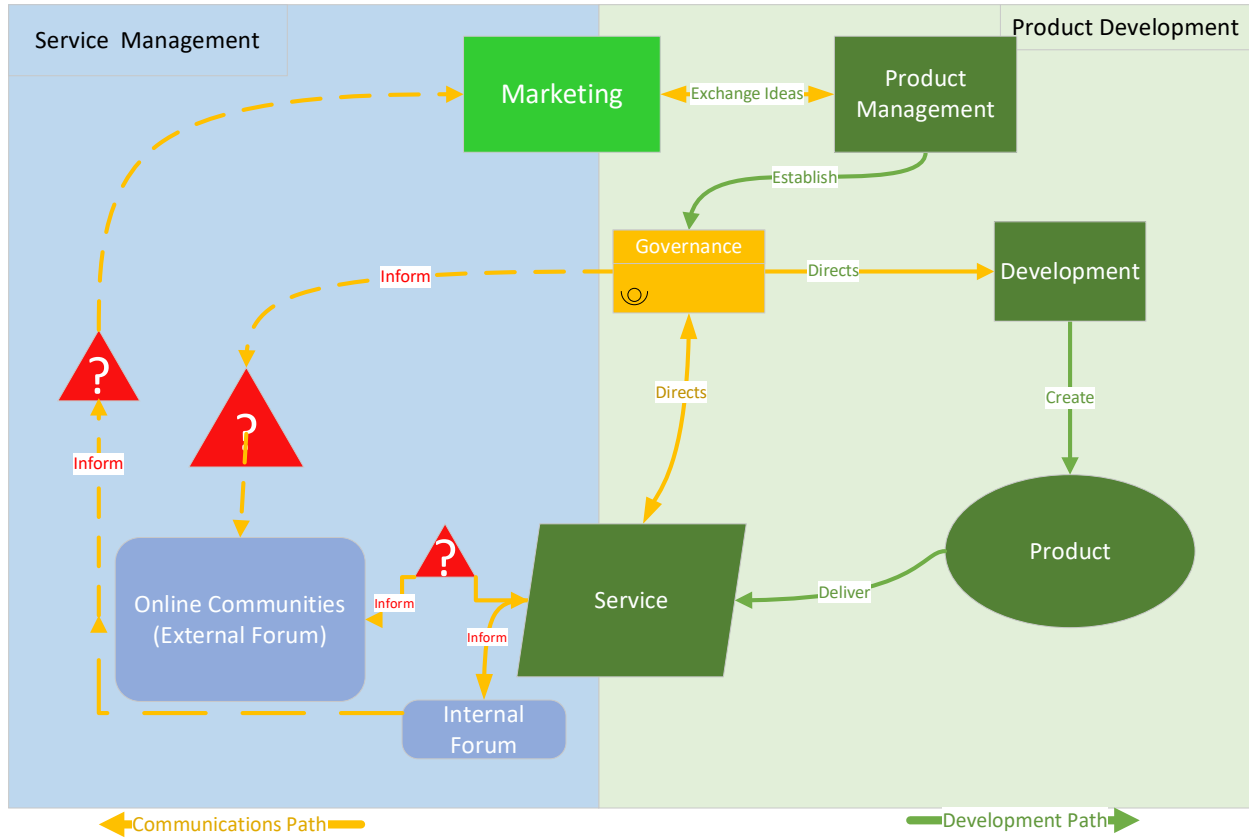 Service Management
Product Development
Marketing
Exchange Ideas
Product
Management
Establish
Governance
Inform
Directs
Development
?
?
Directs
Create
Inform
?
Online Communities
(External Forum)
Inform
Inform
Service
Product
Deliver
Internal
Forum
Communications Path
Development Path